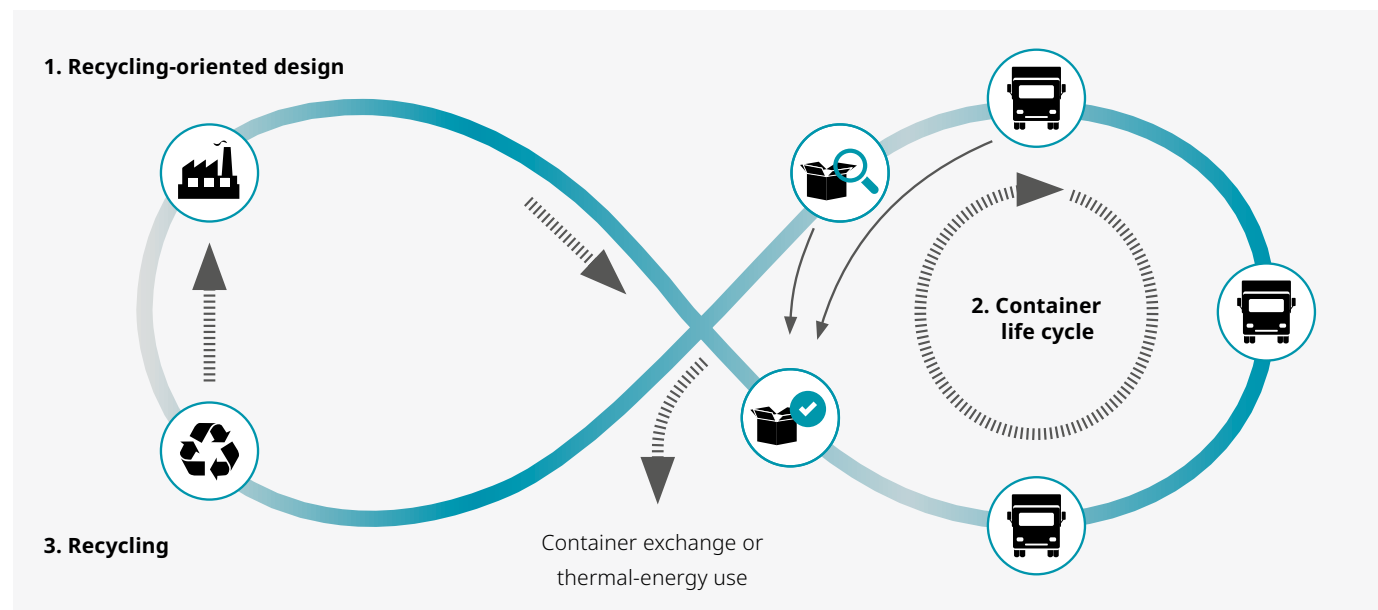 1. Recycling-oriented design
2. Container
life cycle
3. Recycling
Container exchange or
thermal-energy use